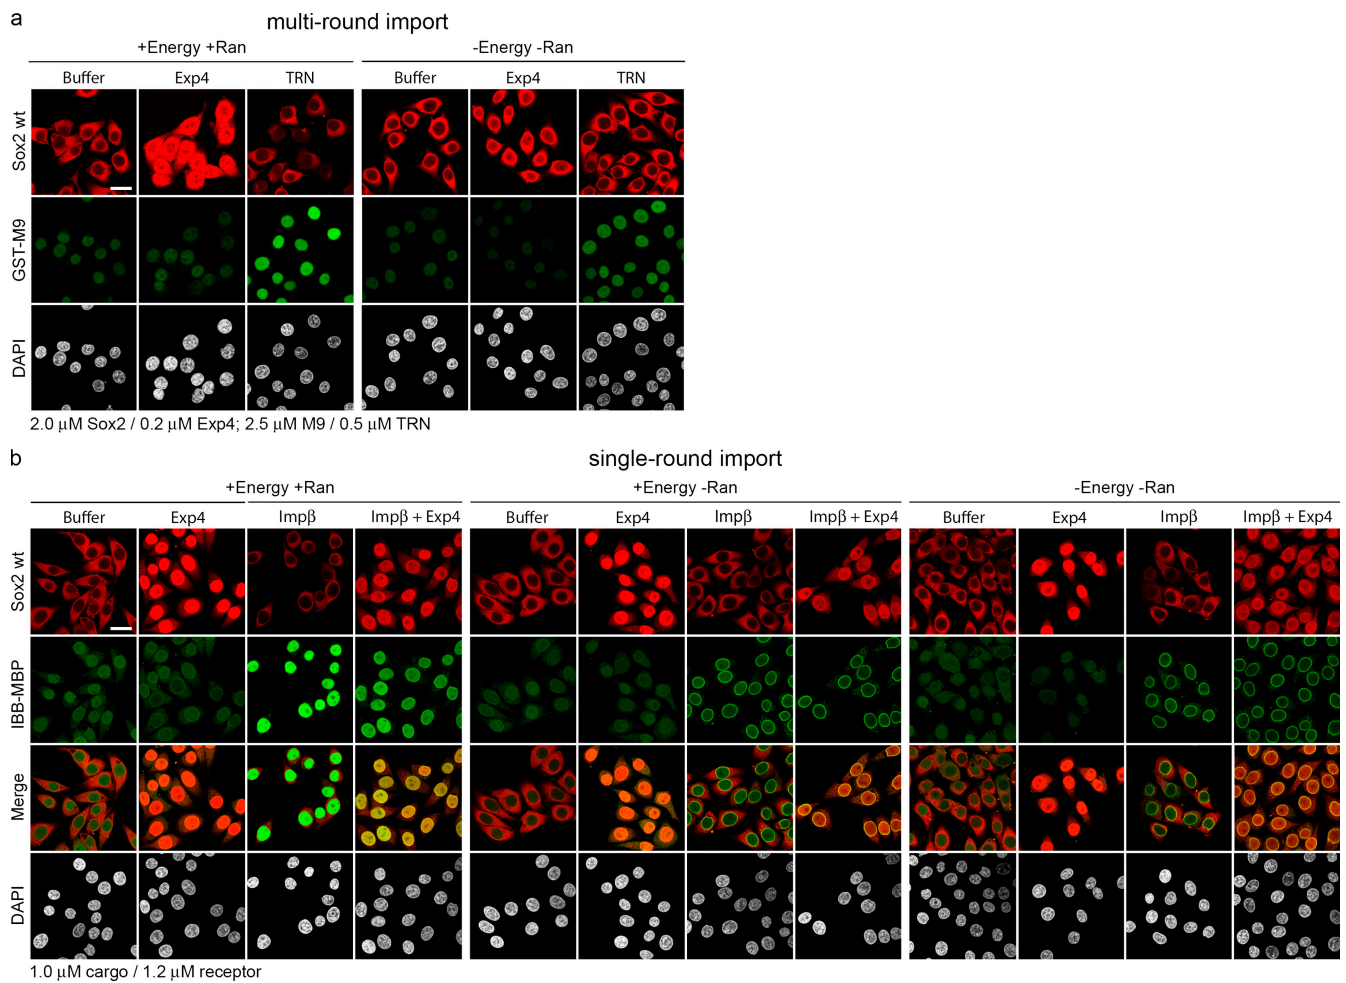 a
multi-round import
+Energy +Ran
-Energy -Ran
Buffer Exp4 TRN Buffer Exp4 TRN
Sox2 wt
GST-M9
DAPI
2.0 μM Sox2 / 0.2 μM Exp4; 2.5 μM M9 / 0.5 μM TRN
b
single-round import
+Energy +Ran
+Energy -Ran
-Energy -Ran
Buffer Exp4 Impβ Impβ + Exp4 Buffer Exp4 Impβ Impβ + Exp4 Buffer Exp4 Impβ Impβ + Exp4
Sox2 wt
IBB-MBP
Merge
DAPI
1.0 μM cargo / 1.2 μM receptor